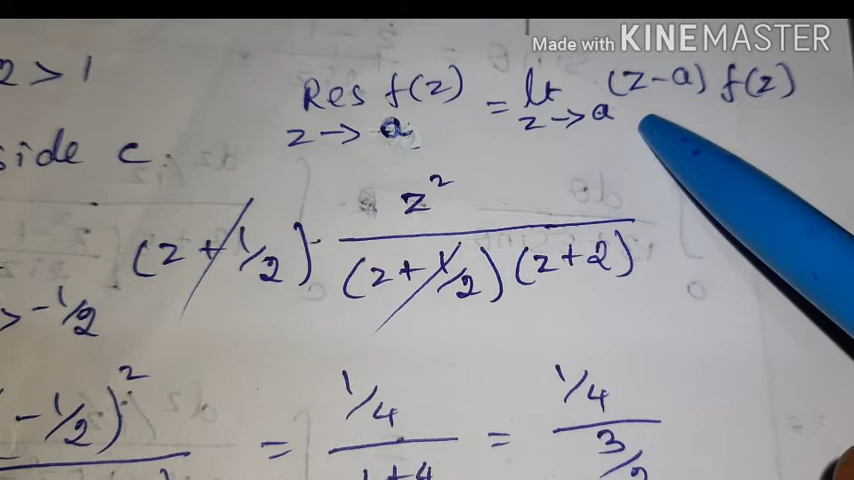 Made with KINEMASTER
2 > 1
Res f(z) = lt (z-a) f(z)
z → a z → a
side c
(z + 1/2) · z²
(z + 1/2) (z + 2)
> -1/2
-1/2)² = 1/4 = 1/4
3/2